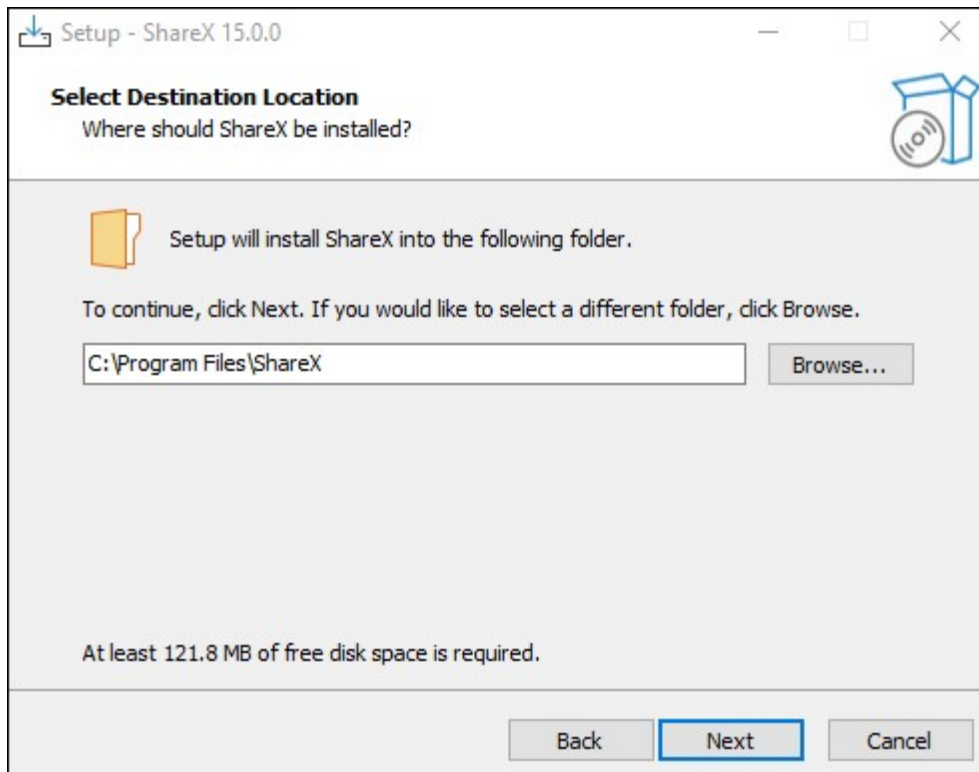 Setup - ShareX 15.0.0
Select Destination Location
Where should ShareX be installed?
Setup will install ShareX into the following folder.
To continue, click Next. If you would like to select a different folder, click Browse.
C:\Program Files\ShareX
Browse...
At least 121.8 MB of free disk space is required.
Back
Next
Cancel